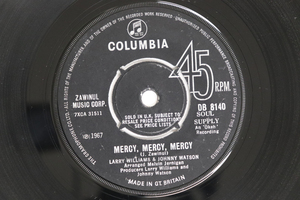 COLUMBIA
45
R.P.M.
ZAWINUL
MUSIC CORP.
7XCA 31511
SOLD IN U.K. SUBJECT TO
RESALE PRICE CONDITIONS
SEE PRICE LISTS
DB 8140
SOUL
SUPPLY
An "Okeh"
Recording
℗1967
MERCY, MERCY, MERCY
(J. Zawinul)
LARRY WILLIAMS & JOHNNY WATSON
Arranged Melvin Jernigan
Producers Larry Williams and
Johnny Watson
MADE IN GT. BRITAIN